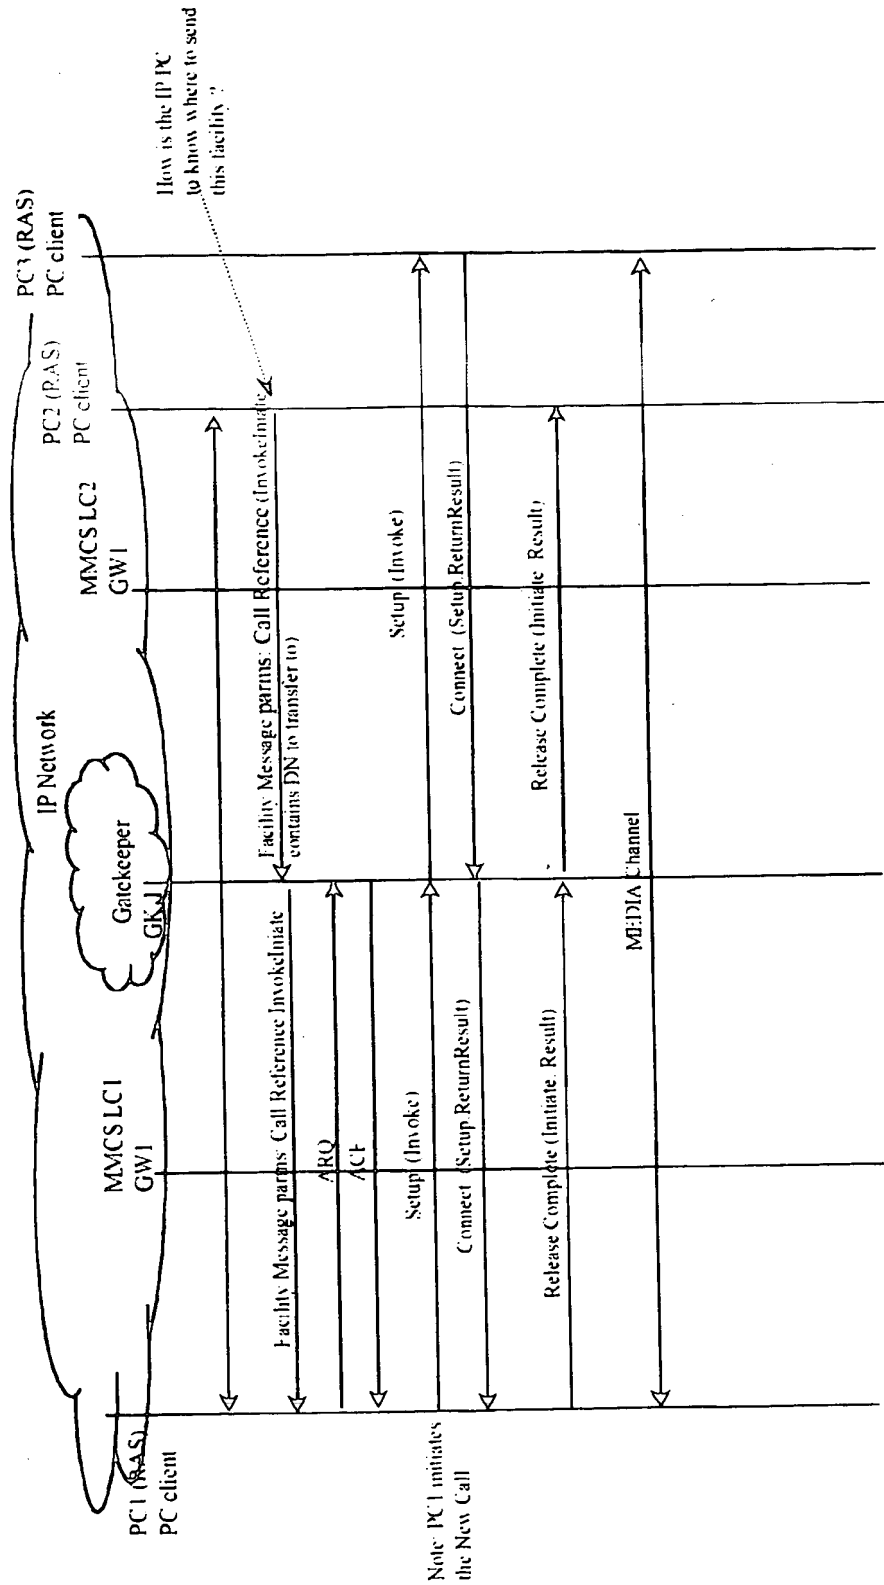 PC1 (RAS)
PC client
MMCS LC1
GW1
IP Network
Gatekeeper
GK 1
MMCS LC2
GW1
PC2 (RAS)
PC client
PC3 (RAS)
PC client
How is the IP PC
to know where to send
this facility ?
Facility Message parms: Call Reference (InvokeIniate
contains DN to transfer to)
Facility Message parms: Call Reference InvokeIniate
ARQ
ACF
Note: PC1 initiates
the New Call
Setup (Invoke)
Setup (Invoke)
Connect (Setup.ReturnResult)
Connect (Setup.ReturnResult)
Release Complete (Initiate. Result)
Release Complete (Initiate. Result)
MEDIA Channel